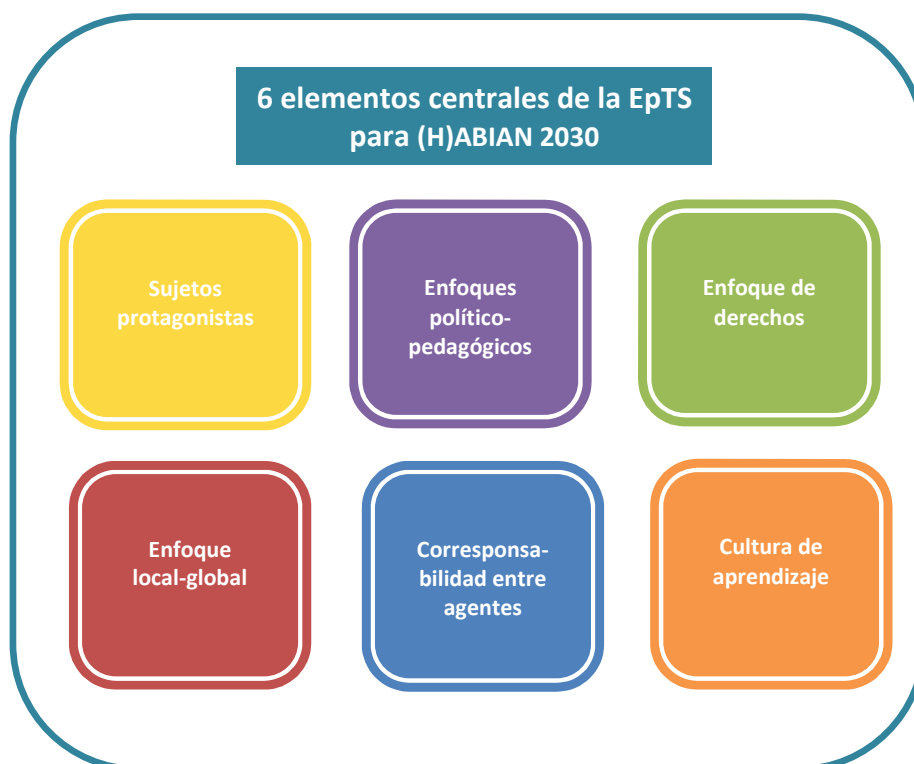 6 elementos centrales de la EpTS
para (H)ABIAN 2030
Sujetos
protagonistas
Enfoques
político-
pedagógicos
Enfoque de
derechos
Enfoque
local-global
Corresponsa-
bilidad entre
agentes
Cultura de
aprendizaje